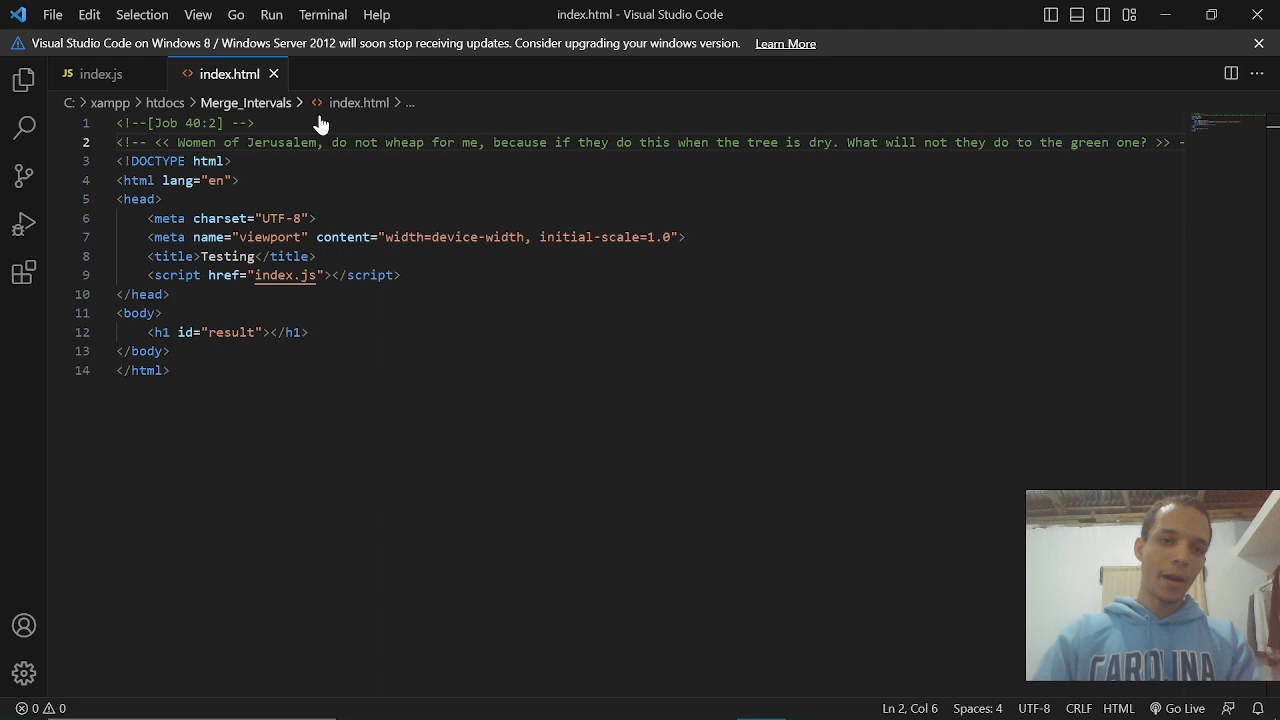 File Edit Selection View Go Run Terminal Help index.html - Visual Studio Code
Visual Studio Code on Windows 8 / Windows Server 2012 will soon stop receiving updates. Consider upgrading your windows version. Learn More
JS index.js <> index.html
C: > xampp > htdocs > Merge_Intervals > <> index.html > ...
1 <!--[Job 40:2] -->
2 <!-- << Women of Jerusalem, do not wheap for me, because if they do this when the tree is dry. What will not they do to the green one? >> -
3 <!DOCTYPE html>
4 <html lang="en">
5 <head>
6 <meta charset="UTF-8">
7 <meta name="viewport" content="width=device-width, initial-scale=1.0">
8 <title>Testing</title>
9 <script href="index.js"></script>
10 </head>
11 <body>
12 <h1 id="result"></h1>
13 </body>
14 </html>
CAROLINA
0 0 Ln 2, Col 6 Spaces: 4 UTF-8 CRLF HTML Go Live